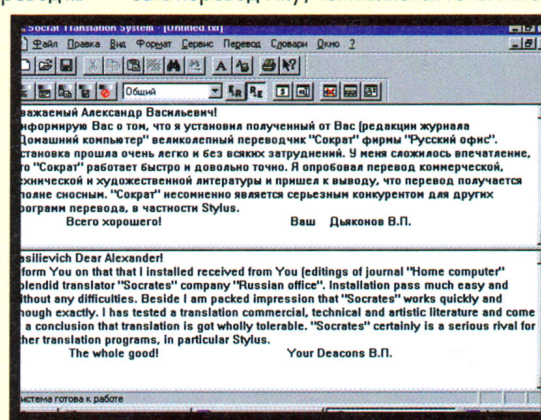 Socrat Translation System - [Untitled.txt]
Файл Правка Вид Формат Сервис Перевод Словари Окно ?
Общий
важаемый Александр Васильевич!
нформирую Вас о том, что я установил полученный от Вас (редакции журнала
Домашний компьютер" великолепный переводчик "Сократ" фирмы "Русский офис".
становка прошла очень легко и без всяких затруднений. У меня сложилось впечатление,
то "Сократ" работает быстро и довольно точно. Я опробовал перевод коммерческой,
ехнической и художественной литературы и пришел к выводу, что перевод получается
полне сносным. "Сократ" несомненно является серьезным конкурентом для других
рограмм перевода, в частности Stylus.
Всего хорошего! Ваш Дьяконов В.П.
asilievich Dear Alexander!
form You on that that I installed received from You (editings of journal "Home computer"
plendid translator "Socrates" company "Russian office". Installation pass much easy and
ithout any difficulties. Beside I am packed impression that "Socrates" works quickly and
nough exactly. I has tested a translation commercial, technical and artistic literature and come
a conclusion that translation is got wholly tolerable. "Socrates" certainly is a serious rival for
ther translation programs, in particular Stylus.
The whole good! Your Deacons В.П.
истема готова к работе